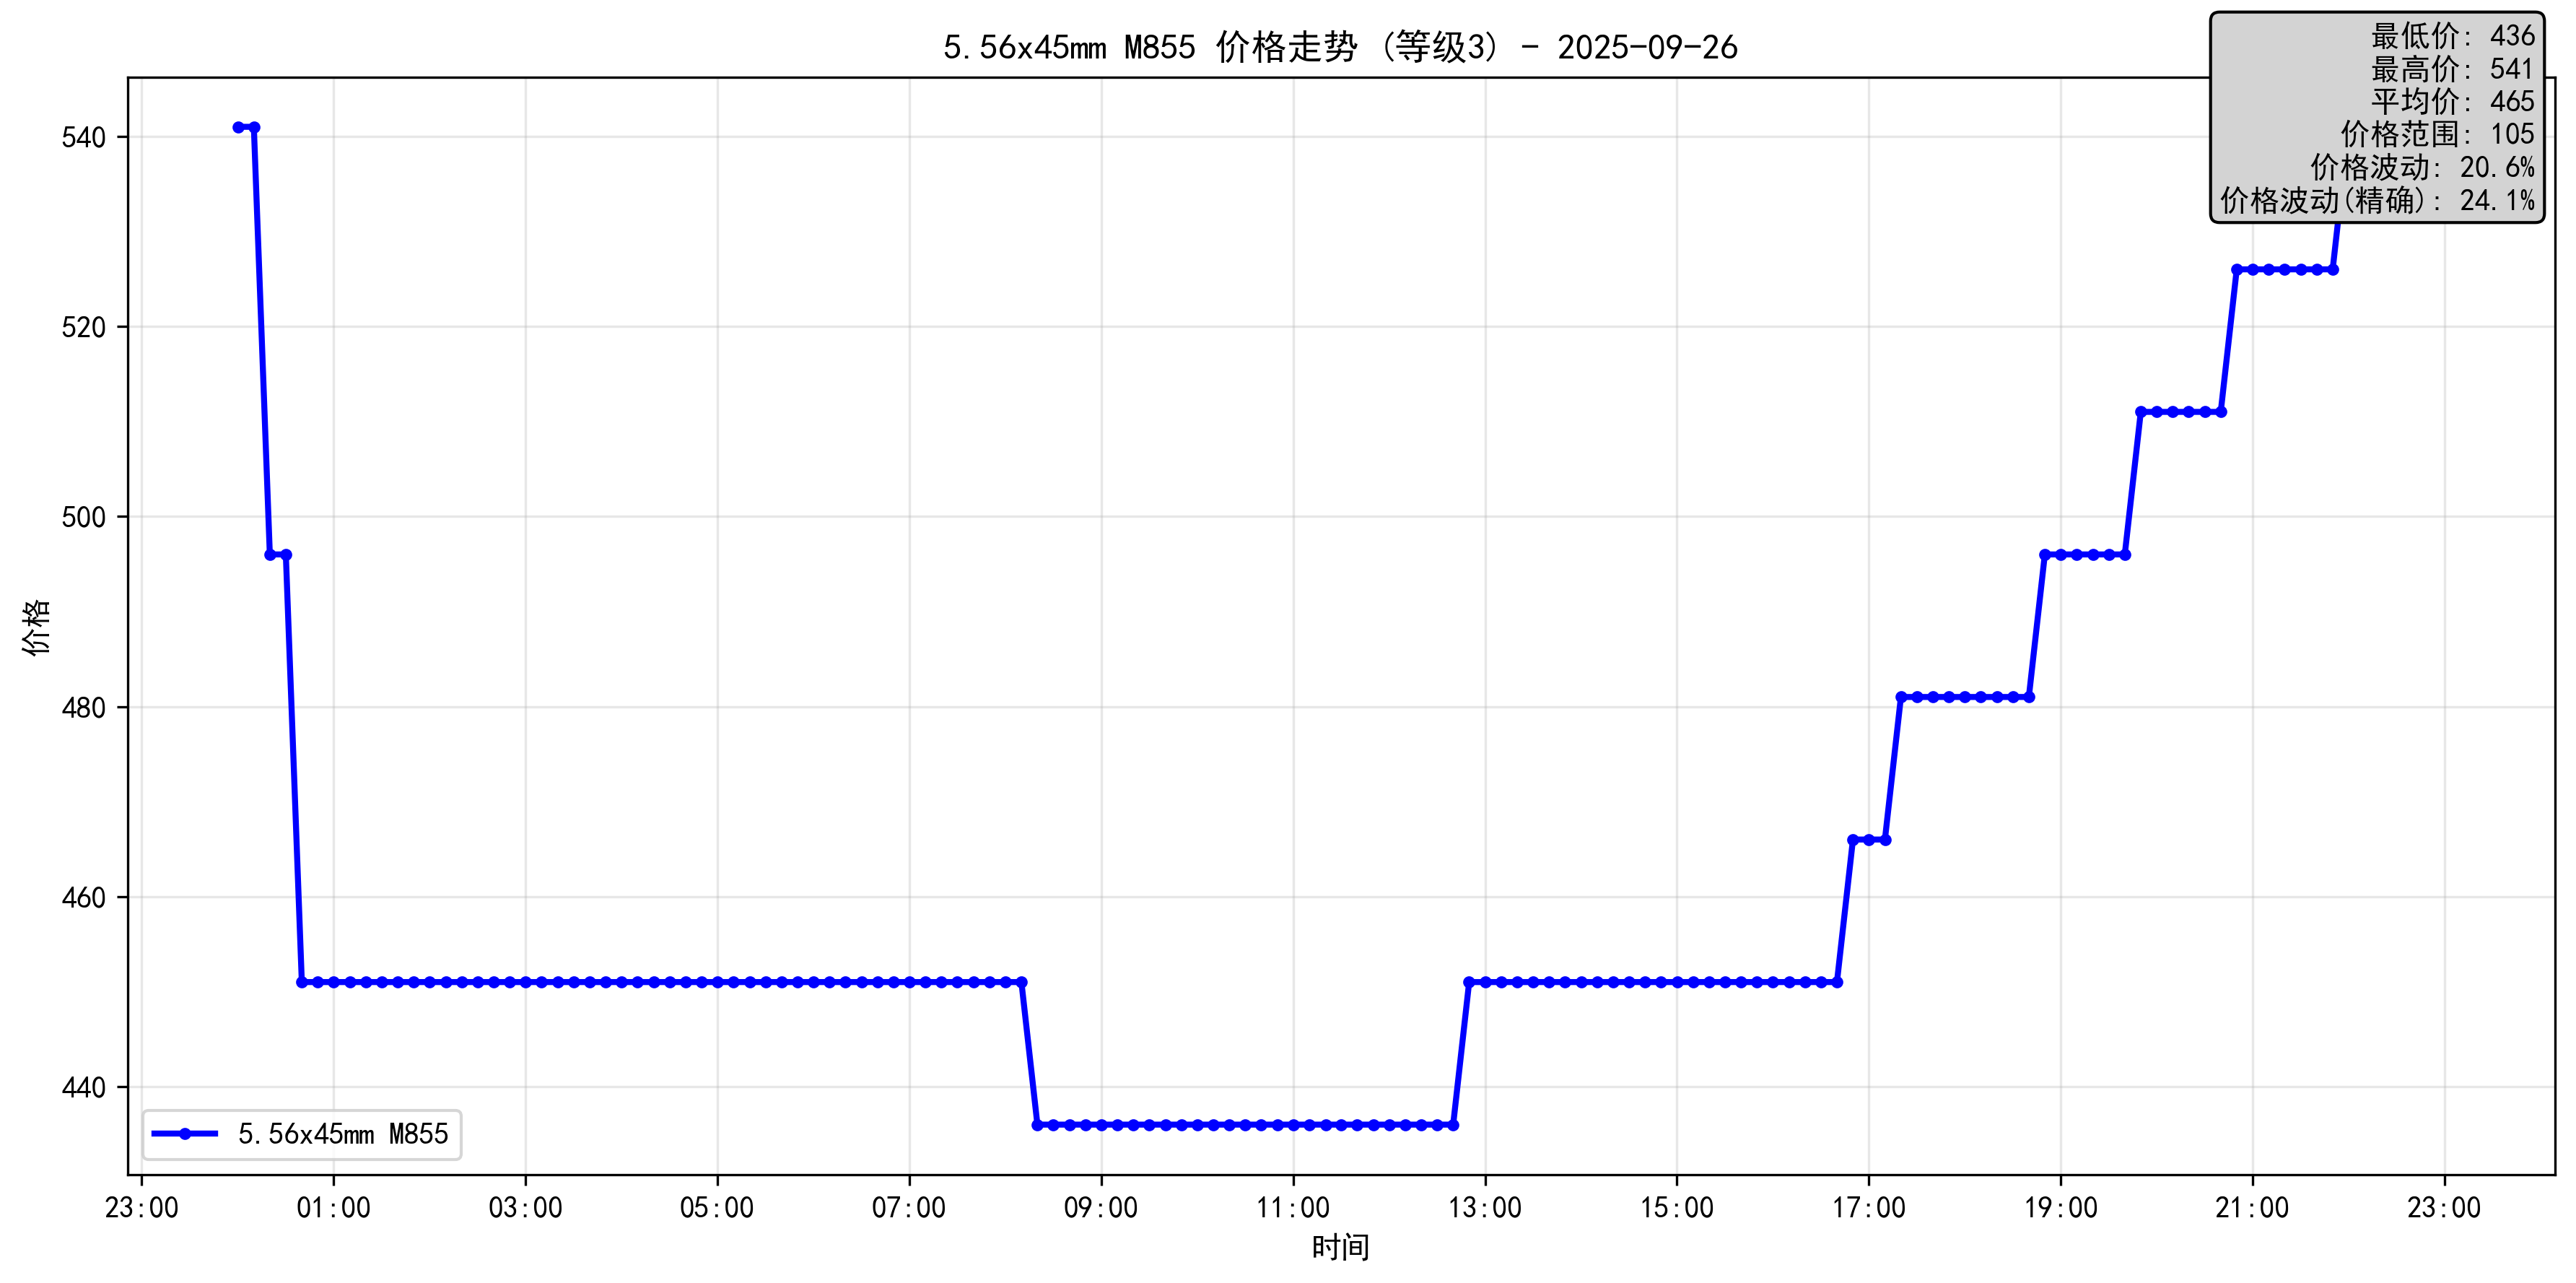 5.56x45mm M855 价格走势 (等级3) - 2025-09-26
最低价: 436
最高价: 541
平均价: 465
价格范围: 105
价格波动: 20.6%
价格波动(精确): 24.1%
540
520
500
480
460
440
价格
5.56x45mm M855
23:00 01:00 03:00 05:00 07:00 09:00 11:00 13:00 15:00 17:00 19:00 21:00 23:00
时间